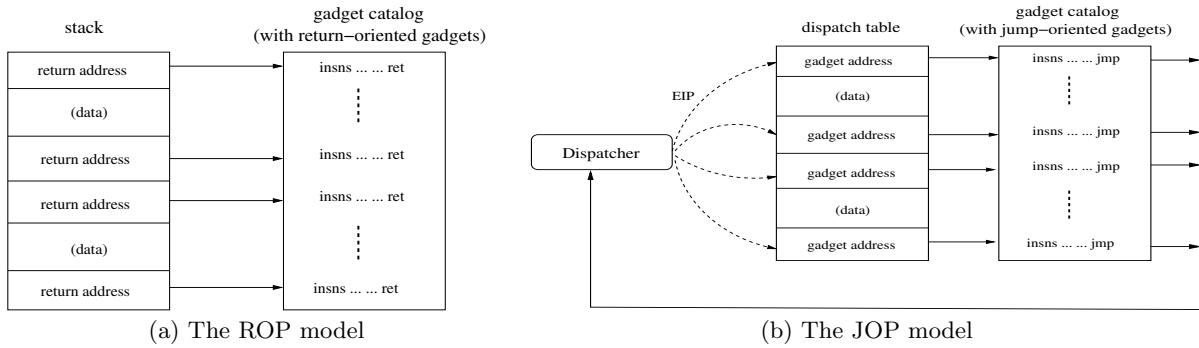 stack
gadget catalog
(with return−oriented gadgets)
return address
(data)
return address
return address
(data)
return address
insns ... ... ret
insns ... ... ret
insns ... ... ret
insns ... ... ret
(a) The ROP model
Dispatcher
EIP
dispatch table
gadget address
(data)
gadget address
gadget address
(data)
gadget address
gadget catalog
(with jump−oriented gadgets)
insns ... ... jmp
insns ... ... jmp
insns ... ... jmp
insns ... ... jmp
(b) The JOP model